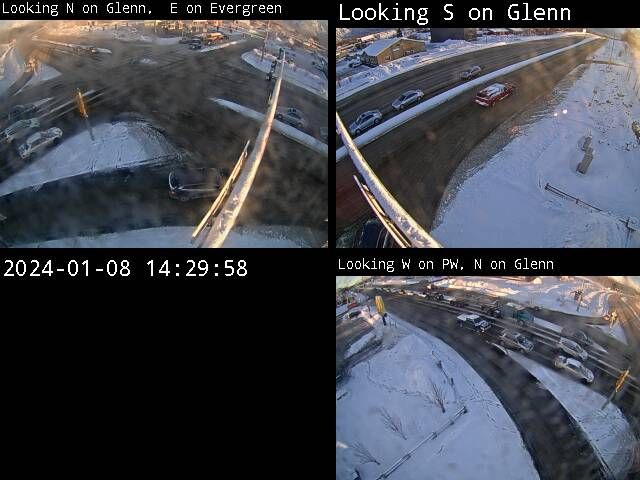 Looking N on Glenn,  E on Evergreen
Looking S on Glenn
2024-01-08 14:29:58
Looking W on PW, N on Glenn